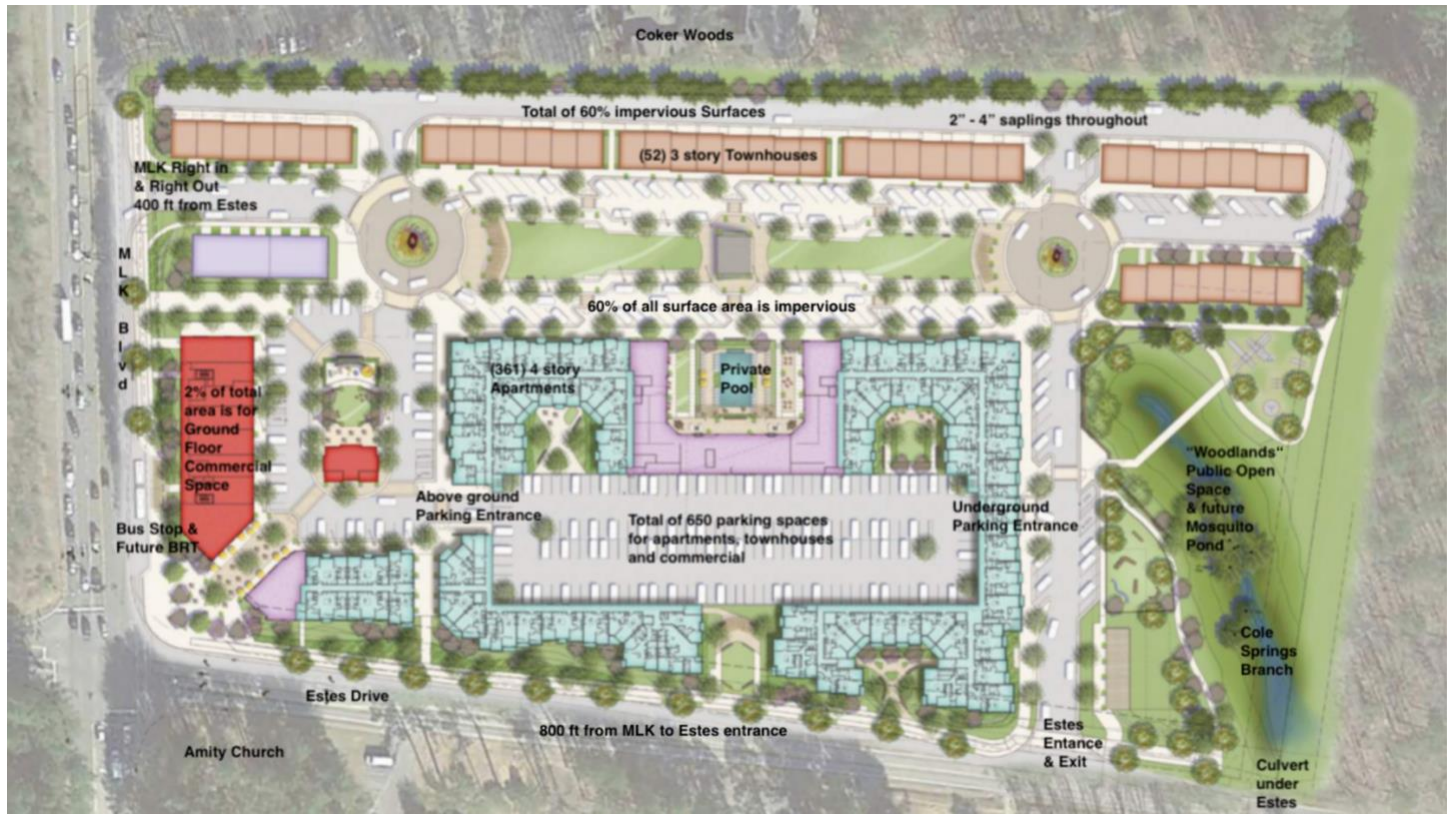 Coker Woods
Total of 60% impervious Surfaces
2" - 4" saplings throughout
(52) 3 story Townhouses
MLK Right in
& Right Out
400 ft from Estes
M
L
K
B
l
v
d
60% of all surface area is impervious
(361) 4 story
Apartments
Private
Pool
2% of total
area is for
Ground
Floor
Commercial
Space
"Woodlands"
Public Open
Space
& future
Mosquito
Pond
Above ground
Parking Entrance
Underground
Parking Entrance
Total of 650 parking spaces
for apartments, townhouses
and commercial
Bus Stop &
Future BRT
Cole
Springs
Branch
Estes Drive
800 ft from MLK to Estes entrance
Estes
Entance
& Exit
Amity Church
Culvert
under
Estes